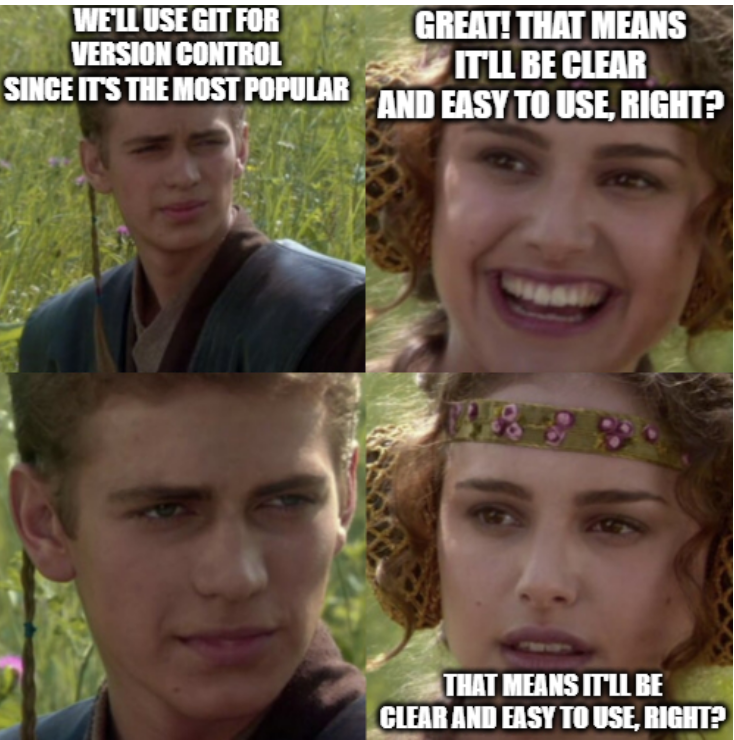 WE'LL USE GIT FOR
VERSION CONTROL
SINCE IT'S THE MOST POPULAR
GREAT! THAT MEANS
IT'LL BE CLEAR
AND EASY TO USE, RIGHT?
THAT MEANS IT'LL BE
CLEAR AND EASY TO USE, RIGHT?